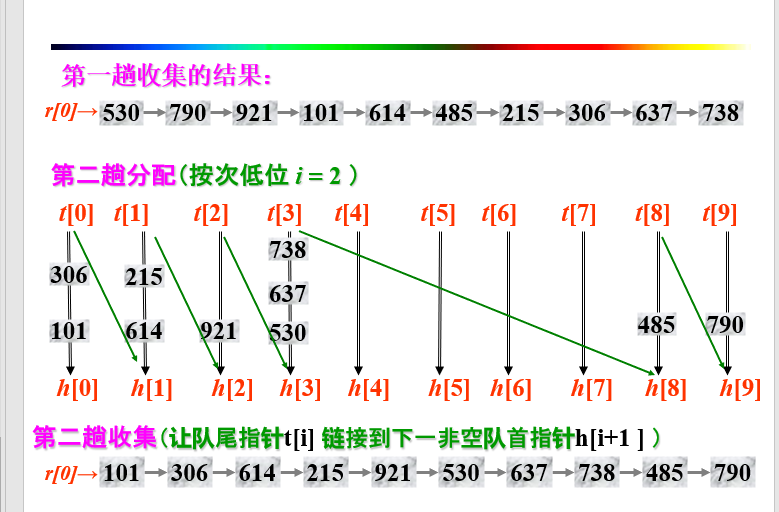 第一趟收集的结果：
r[0]→ 530 790 921 101 614 485 215 306 637 738
第二趟分配(按次低位 i = 2 )
t[0] t[1] t[2] t[3] t[4] t[5] t[6] t[7] t[8] t[9]
738
306 215
637
101 614 921 530 485 790
h[0] h[1] h[2] h[3] h[4] h[5] h[6] h[7] h[8] h[9]
第二趟收集(让队尾指针t[i] 链接到下一非空队首指针h[i+1 ] )
r[0]→ 101 306 614 215 921 530 637 738 485 790